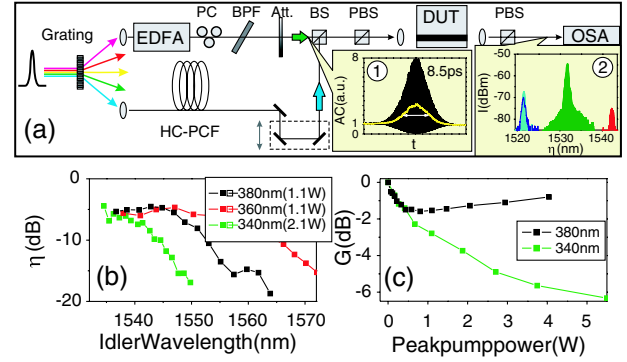 Grating
EDFA
PC
BPF
Att.
BS
PBS
DUT
PBS
OSA
HC-PCF
(a)
1
8.5ps
AC(a.u.)
8
1
t
2
I(dBm)
-50
-60
-70
-80
1520
1530
1540
η(nm)
(b)
η(dB)
0
-10
-20
380nm(1.1W)
360nm(1.1W)
340nm(2.1W)
1540
1550
1560
1570
IdlerWavelength(nm)
(c)
G(dB)
0
-2
-4
-6
380nm
340nm
0
1
2
3
4
5
Peakpumppower(W)